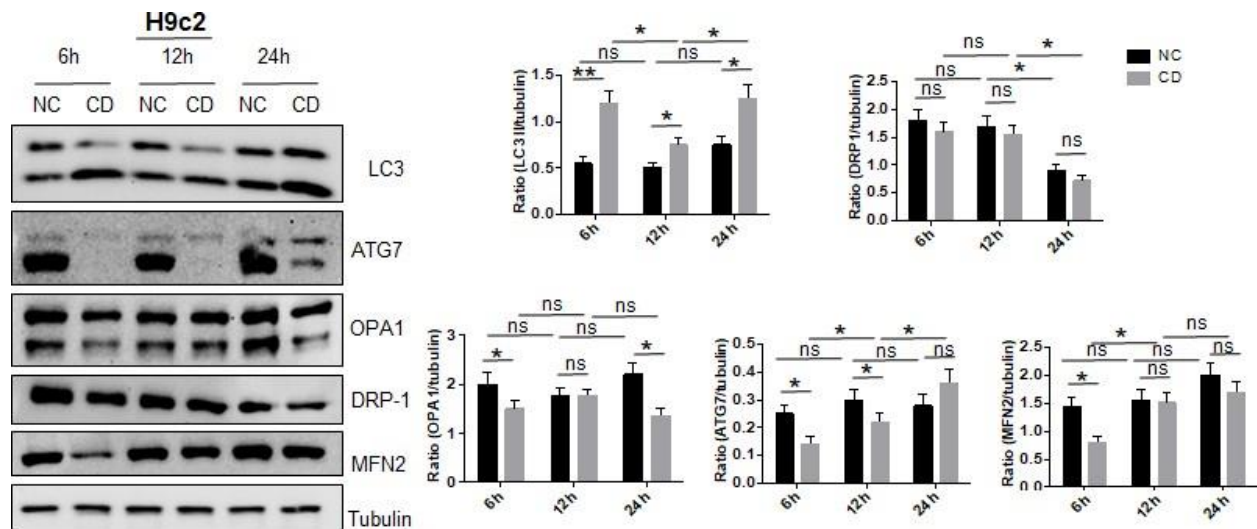 H9c2
6h 12h 24h
NC CD NC CD NC CD
LC3
ATG7
OPA1
DRP-1
MFN2
Tubulin
Ratio (LC3 II/tubulin)
1.5
1.0
0.5
0.0
** ns * * ns * *
6h 12h 24h
Ratio (DRP1/tubulin)
2.5
2.0
1.5
1.0
0.5
0.0
ns ns ns ns * * ns
6h 12h 24h
NC
CD
Ratio (OPA1/tubulin)
3
2
1
0
* ns ns ns ns ns *
6h 12h 24h
Ratio (ATG7/tubulin)
0.5
0.4
0.3
0.2
0.1
0.0
* ns * * ns * ns
6h 12h 24h
Ratio (MFN2/tubulin)
2.5
2.0
1.5
1.0
0.5
0.0
* ns * ns ns ns ns
6h 12h 24h